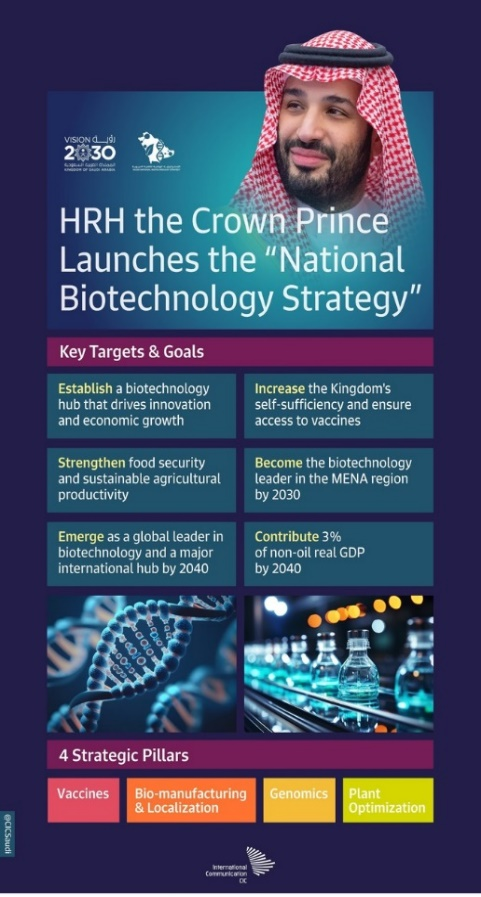 VISION رؤية
2030
المملكة العربية السعودية
KINGDOM OF SAUDI ARABIA
HRH the Crown Prince
Launches the “National
Biotechnology Strategy”
Key Targets & Goals
Establish a biotechnology
hub that drives innovation
and economic growth
Increase the Kingdom's
self-sufficiency and ensure
access to vaccines
Strengthen food security
and sustainable agricultural
productivity
Become the biotechnology
leader in the MENA region
by 2030
Emerge as a global leader in
biotechnology and a major
international hub by 2040
Contribute 3%
of non-oil real GDP
by 2040
4 Strategic Pillars
Vaccines
Bio-manufacturing
& Localization
Genomics
Plant
Optimization
@CICSaudi
International
Communication
CIC